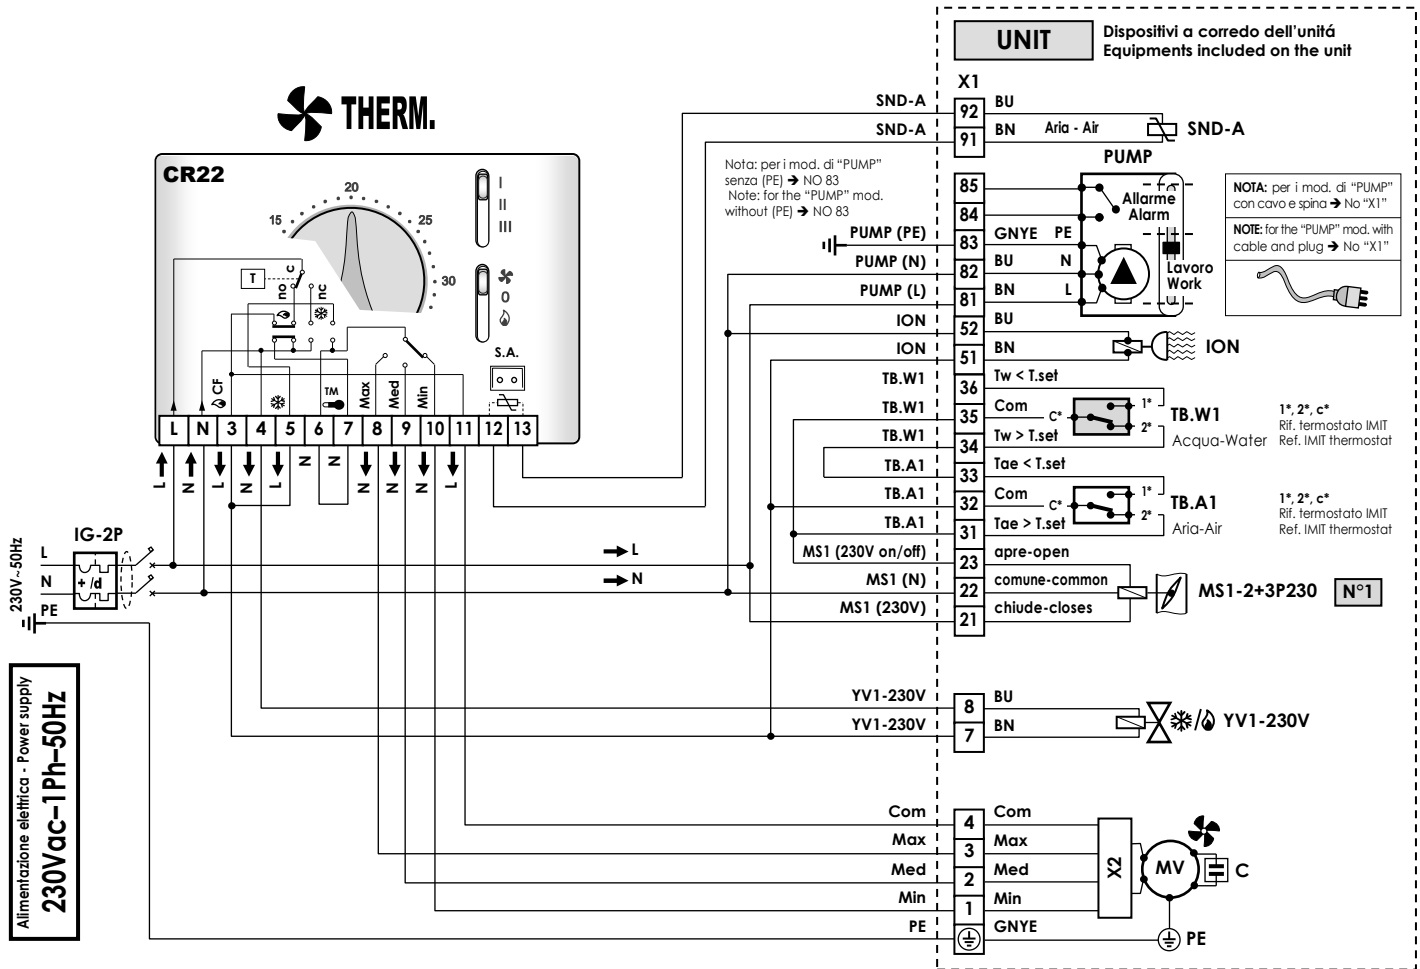 UNIT
Dispositivi a corredo dell'unitá
Equipments included on the unit
THERM.
CR22
15
20
25
30
I
II
III
0
T
c
no
nc
S.A.
CF
TM
Max
Med
Min
L N 3 4 5 6 7 8 9 10 11 12 13
L
N
L
N
L
N
N
N
N
N
L
IG-2P
L
N
PE
+ /d
230V~50Hz
L
N
Alimentazione elettrica - Power supply
230Vac–1Ph–50Hz
Nota: per i mod. di "PUMP"
senza (PE) ➔ NO 83
Note: for the "PUMP" mod.
without (PE) ➔ NO 83
X1
SND-A 92 BU
SND-A 91 BN Aria - Air
SND-A
PUMP
85
84
Allarme
Alarm
PUMP (PE) 83 GNYE PE
PUMP (N) 82 BU N
PUMP (L) 81 BN L
Lavoro
Work
NOTA: per i mod. di "PUMP"
con cavo e spina ➔ No "X1"
NOTE: for the "PUMP" mod. with
cable and plug ➔ No "X1"
ION 52 BU
ION 51 BN
ION
TB.W1 36 Tw < T.set
TB.W1 35 Com C* 1* 2*
TB.W1 34 Tw > T.set
TB.W1
Acqua-Water
1*, 2*, c*
Rif. termostato IMIT
Ref. IMIT thermostat
TB.A1 33 Tae < T.set
TB.A1 32 Com C* 1* 2*
TB.A1 31 Tae > T.set
TB.A1
Aria-Air
1*, 2*, c*
Rif. termostato IMIT
Ref. IMIT thermostat
MS1 (230V on/off) 23 apre-open
MS1 (N) 22 comune-common
MS1 (230V) 21 chiude-closes
MS1-2+3P230 N°1
YV1-230V 8 BU
YV1-230V 7 BN
/ YV1-230V
Com 4 Com
Max 3 Max
Med 2 Med
Min 1 Min
PE GNYE
X2
MV
C
PE